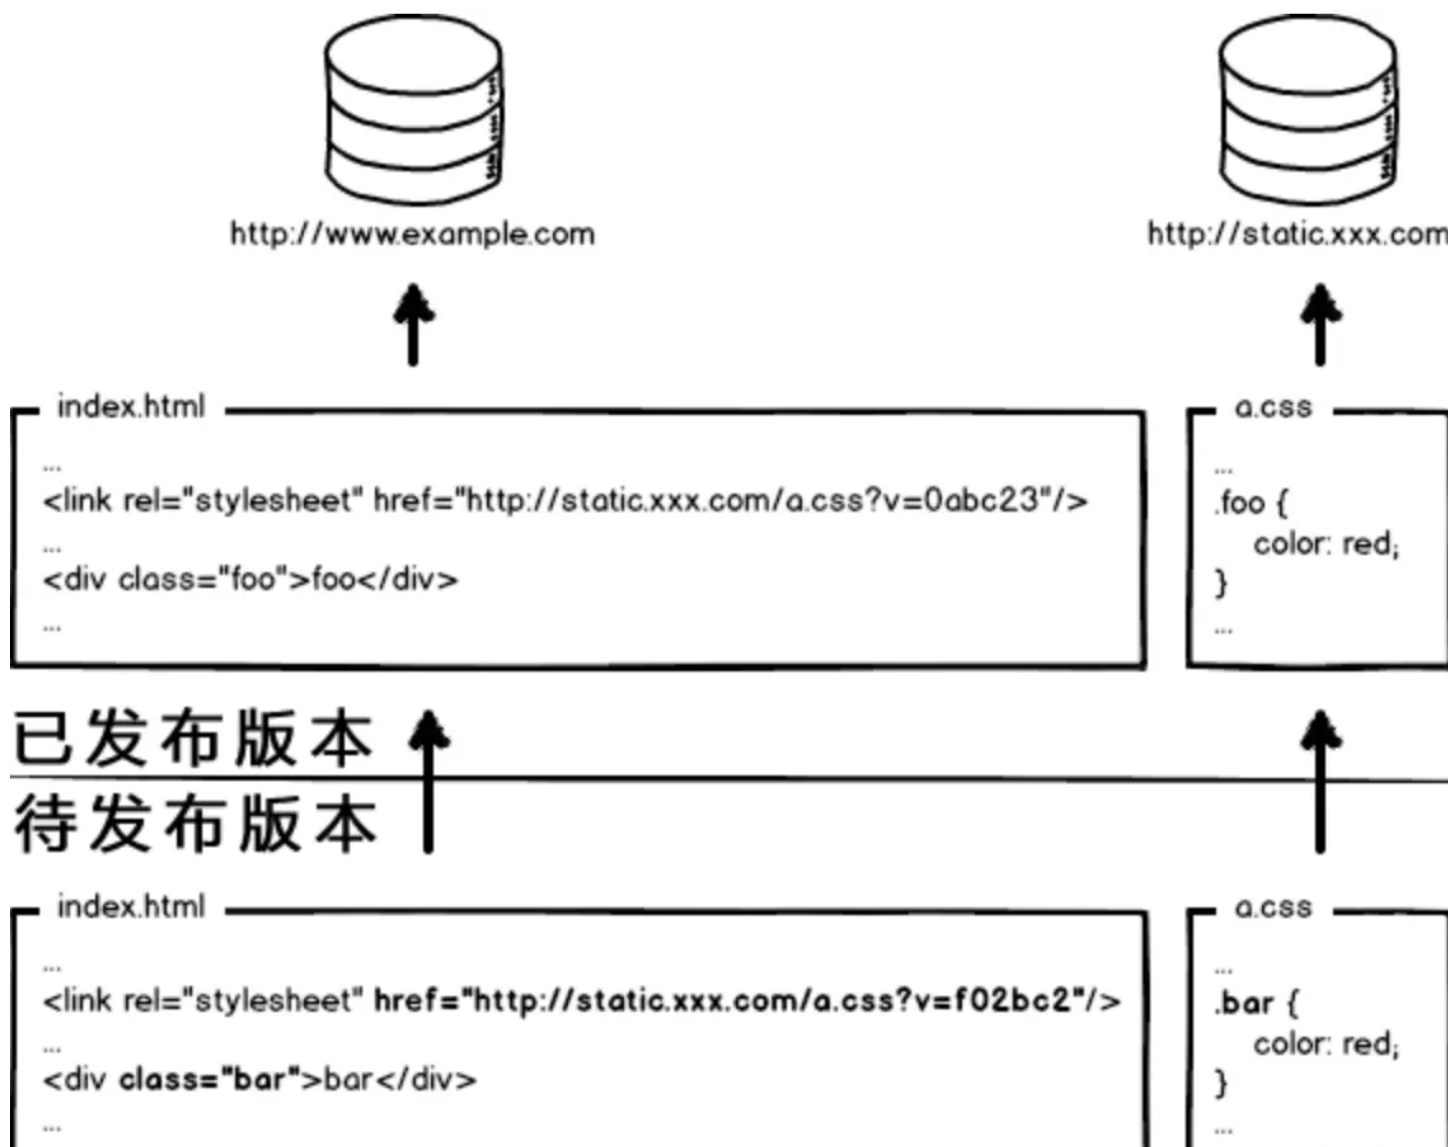 http://www.example.com
http://static.xxx.com
index.html
...
<link rel="stylesheet" href="http://static.xxx.com/a.css?v=0abc23"/>
...
<div class="foo">foo</div>
...
a.css
...
.foo {
color: red;
}
...
已发布版本
待发布版本
index.html
...
<link rel="stylesheet" href="http://static.xxx.com/a.css?v=f02bc2"/>
...
<div class="bar">bar</div>
...
a.css
...
.bar {
color: red;
}
...